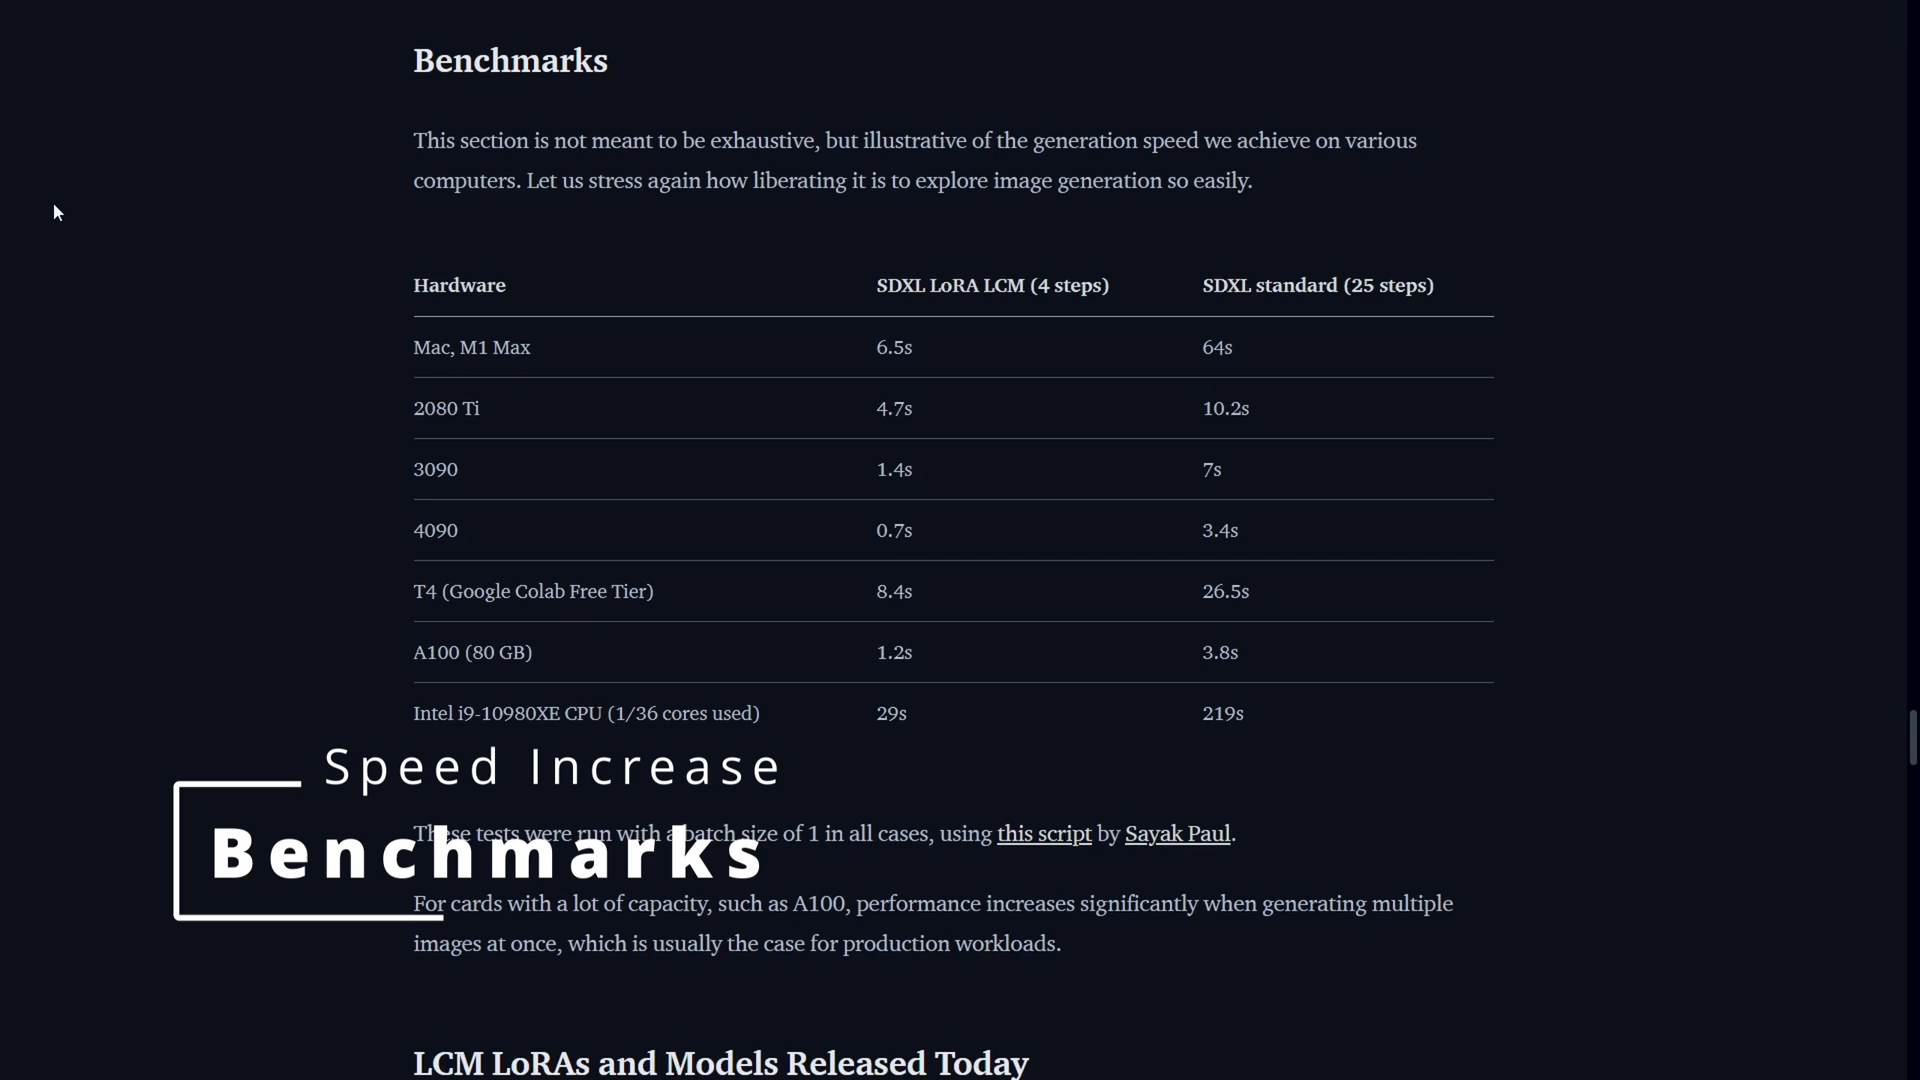 Benchmarks
This section is not meant to be exhaustive, but illustrative of the generation speed we achieve on various
computers. Let us stress again how liberating it is to explore image generation so easily.
Hardware SDXL LoRA LCM (4 steps) SDXL standard (25 steps)
Mac, M1 Max 6.5s 64s
2080 Ti 4.7s 10.2s
3090 1.4s 7s
4090 0.7s 3.4s
T4 (Google Colab Free Tier) 8.4s 26.5s
A100 (80 GB) 1.2s 3.8s
Intel i9-10980XE CPU (1/36 cores used) 29s 219s
Speed Increase
Benchmarks
These tests were run with a batch size of 1 in all cases, using this script by Sayak Paul.
For cards with a lot of capacity, such as A100, performance increases significantly when generating multiple
images at once, which is usually the case for production workloads.
LCM LoRAs and Models Released Today